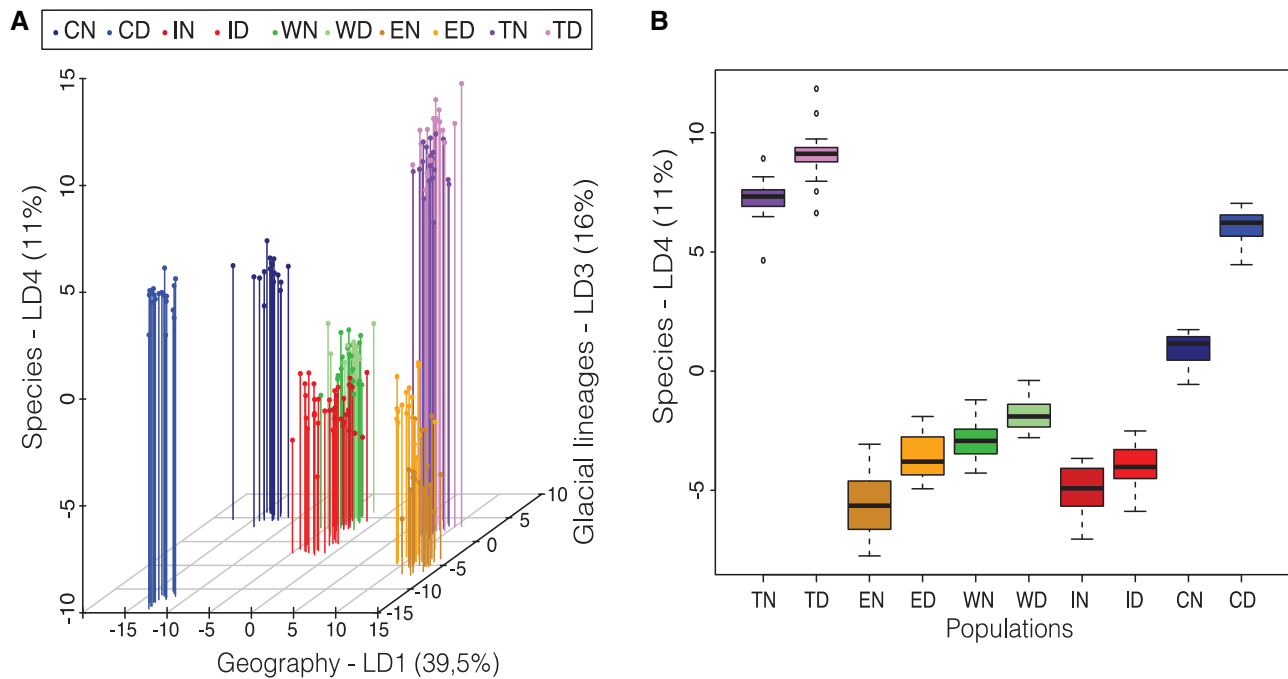 A
CN CD IN ID WN WD EN ED TN TD
Species - LD4 (11%)
15
10
5
0
-5
-10
Glacial lineages - LD3 (16%)
10
5
0
-5
-10
-15
-15 -10 -5 0 5 10 15
Geography - LD1 (39,5%)
B
Species - LD4 (11%)
10
5
0
-5
TN TD EN ED WN WD IN ID CN CD
Populations